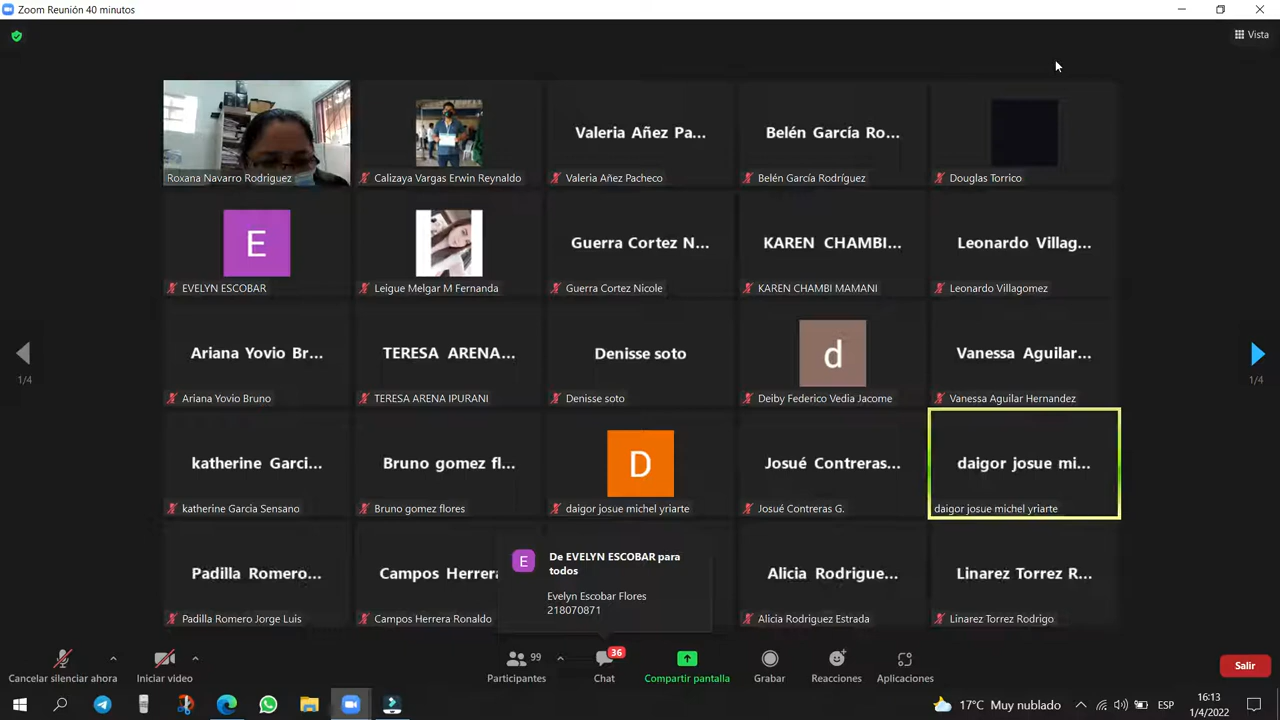 Zoom Reunión 40 minutos
Vista
Roxana Navarro Rodriguez
Calizaya Vargas Erwin Reynaldo
Valeria Añez Pa...
Valeria Añez Pacheco
Belén García Ro...
Belén García Rodríguez
Douglas Torrico
E
EVELYN ESCOBAR
Leigue Melgar M Fernanda
Guerra Cortez N...
Guerra Cortez Nicole
KAREN CHAMBI...
KAREN CHAMBI MAMANI
Leonardo Villag...
Leonardo Villagomez
1/4
Ariana Yovio Br...
Ariana Yovio Bruno
TERESA ARENA...
TERESA ARENA IPURANI
Denisse soto
Denisse soto
d
Deiby Federico Vedia Jacome
Vanessa Aguilar...
Vanessa Aguilar Hernandez
1/4
katherine Garci...
katherine Garcia Sensano
Bruno gomez fl...
Bruno gomez flores
D
daigor josue michel yriarte
Josué Contreras...
Josué Contreras G.
daigor josue mi...
daigor josue michel yriarte
Padilla Romero...
Padilla Romero Jorge Luis
Campos Herrera
Campos Herrera Ronaldo
E
De EVELYN ESCOBAR para
todos
Evelyn Escobar Flores
218070871
Alicia Rodrigue...
Alicia Rodriguez Estrada
Linarez Torrez R...
Linarez Torrez Rodrigo
Cancelar silenciar ahora
Iniciar video
99
Participantes
36
Chat
Compartir pantalla
Grabar
Reacciones
Aplicaciones
Salir
17°C Muy nublado
ESP
16:13
1/4/2022